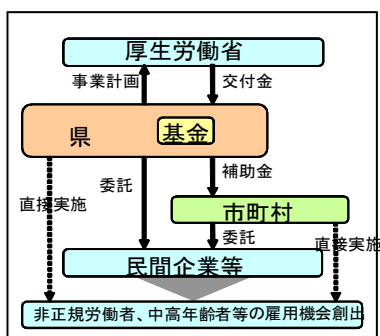 厚生労働省
事業計画
交付金
県
基金
委託
補助金
直接実施
市町村
委託
直接実施
民間企業等
非正規労働者、中高年齢者等の雇用機会創出